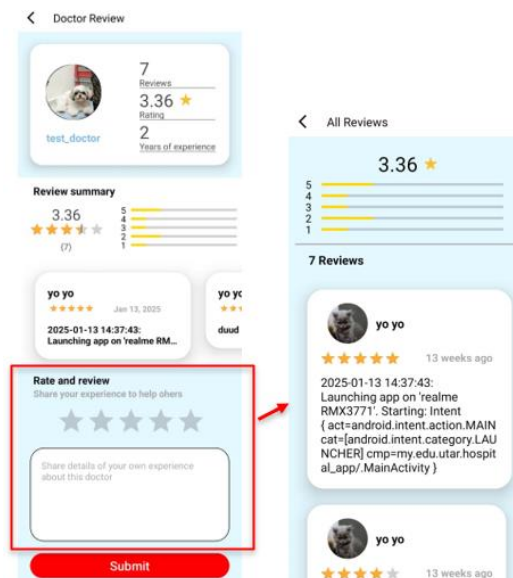 Doctor Review
7
Reviews
3.36
Rating
2
Years of experience
test_doctor
Review summary
3.36
(7)
5
4
3
2
1
yo yo
Jan 13, 2025
2025-01-13 14:37:43:
Launching app on 'realme RM...
yo yo
duud
Rate and review
Share your experience to help ohers
Share details of your own experience
about this doctor
Submit
All Reviews
3.36
5
4
3
2
1
7 Reviews
yo yo
13 weeks ago
2025-01-13 14:37:43:
Launching app on 'realme
RMX3771'. Starting: Intent
{ act=android.intent.action.MAIN
cat=[android.intent.category.LAU
NCHER] cmp=my.edu.utar.hospit
al_app/.MainActivity }
yo yo
13 weeks ago